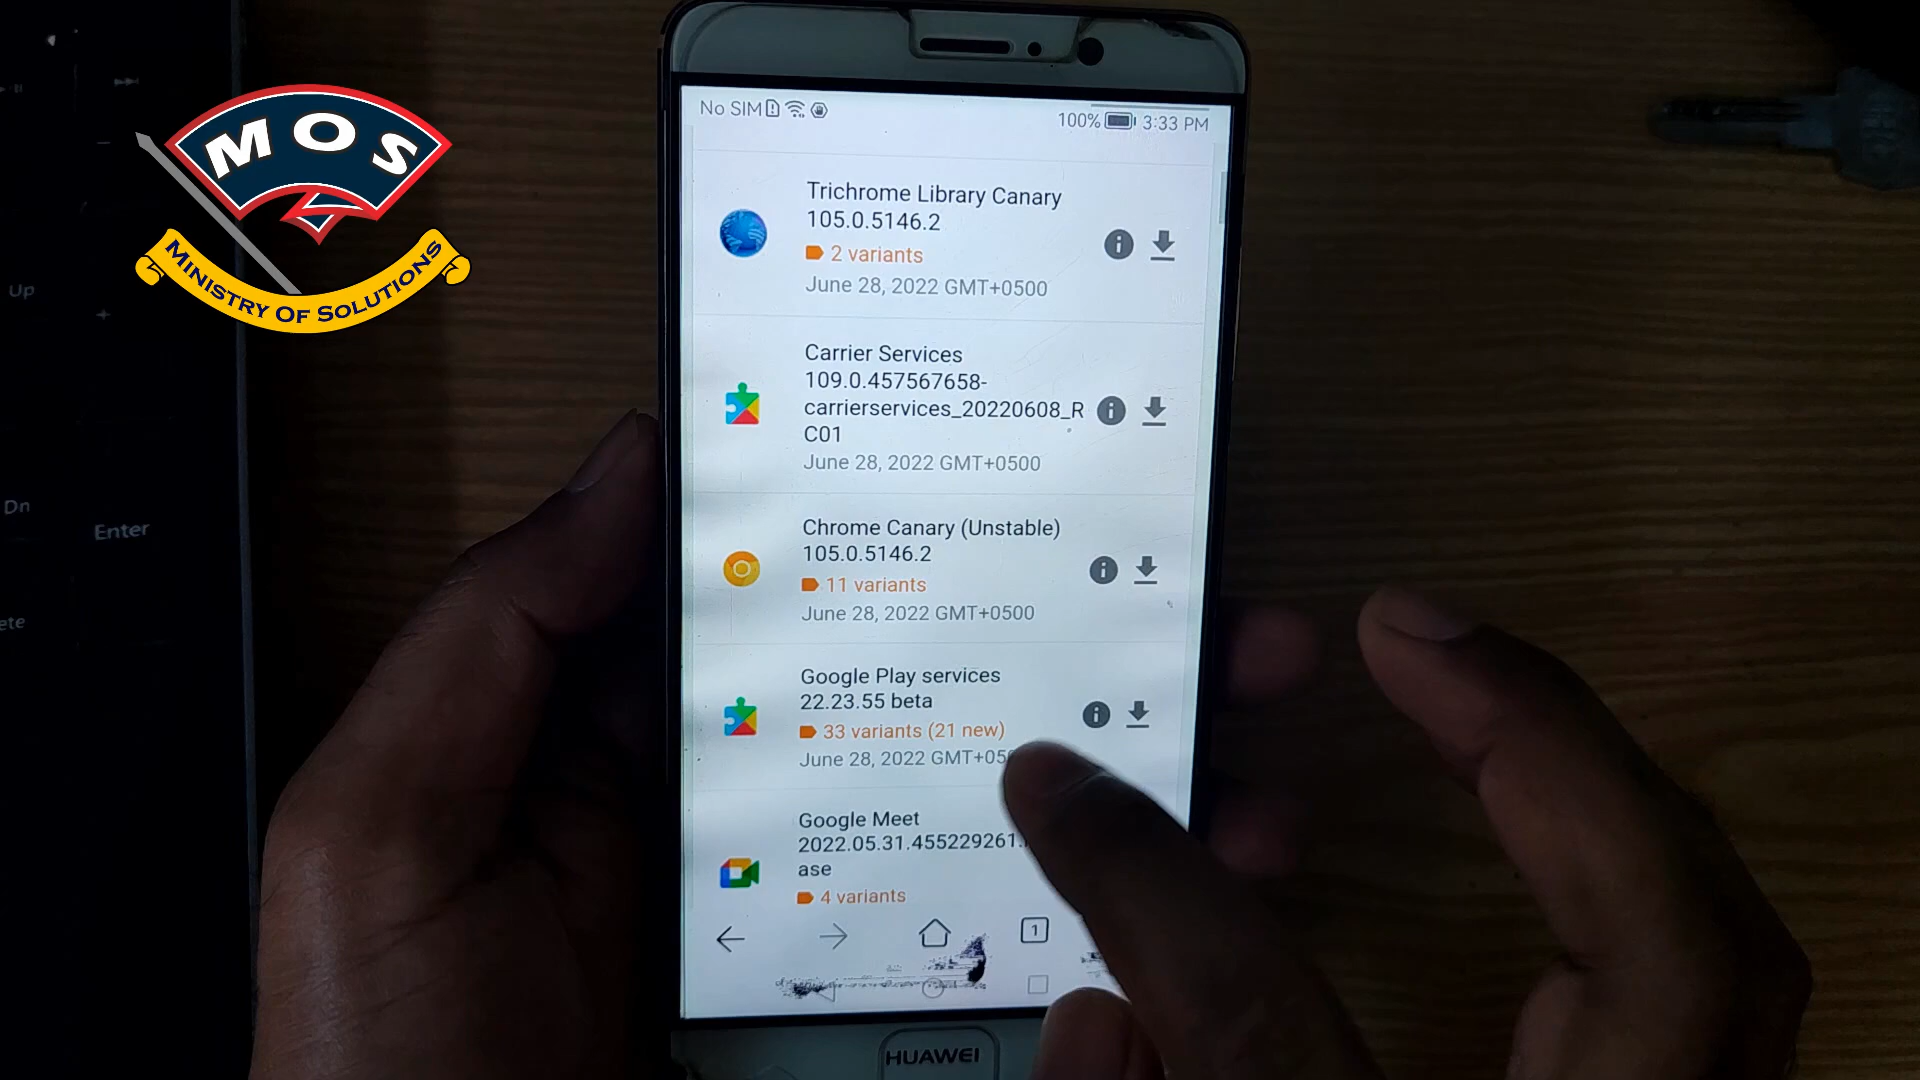 MOS
MINISTRY OF SOLUTIONS
Up
+
Dn
Enter
ete
No SIM
100% 3:33 PM
Trichrome Library Canary
105.0.5146.2
2 variants
June 28, 2022 GMT+0500
Carrier Services
109.0.457567658-
carrierservices_20220608_R
C01
June 28, 2022 GMT+0500
Chrome Canary (Unstable)
105.0.5146.2
11 variants
June 28, 2022 GMT+0500
Google Play services
22.23.55 beta
33 variants (21 new)
June 28, 2022 GMT+05
Google Meet
2022.05.31.455229261.
ase
4 variants
1
HUAWEI